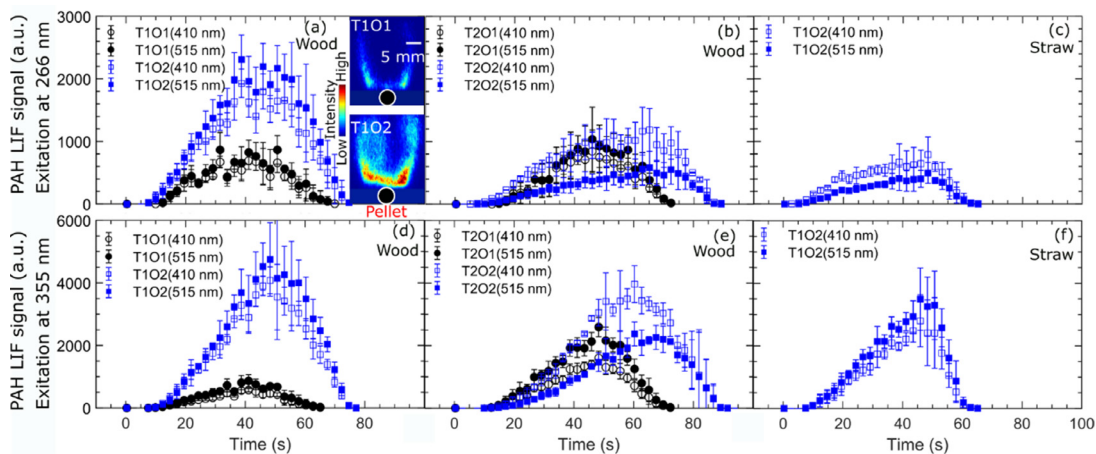 PAH LIF signal (a.u.)
Exitation at 266 nm
3000
2000
1000
0
T1O1(410 nm)
T1O1(515 nm)
T1O2(410 nm)
T1O2(515 nm)
(a)
Wood
Low Intensity High
T1O1
5 mm
T1O2
Pellet
T2O1(410 nm)
T2O1(515 nm)
T2O2(410 nm)
T2O2(515 nm)
(b)
Wood
T1O2(410 nm)
T1O2(515 nm)
(c)
Straw
PAH LIF signal (a.u.)
Exitation at 355 nm
6000
4000
2000
0
T1O1(410 nm)
T1O1(515 nm)
T1O2(410 nm)
T1O2(515 nm)
(d)
Wood
0 20 40 60 80
Time (s)
T2O1(410 nm)
T2O1(515 nm)
T2O2(410 nm)
T2O2(515 nm)
(e)
Wood
0 20 40 60 80
Time (s)
T1O2(410 nm)
T1O2(515 nm)
(f)
Straw
0 20 40 60 80 100
Time (s)